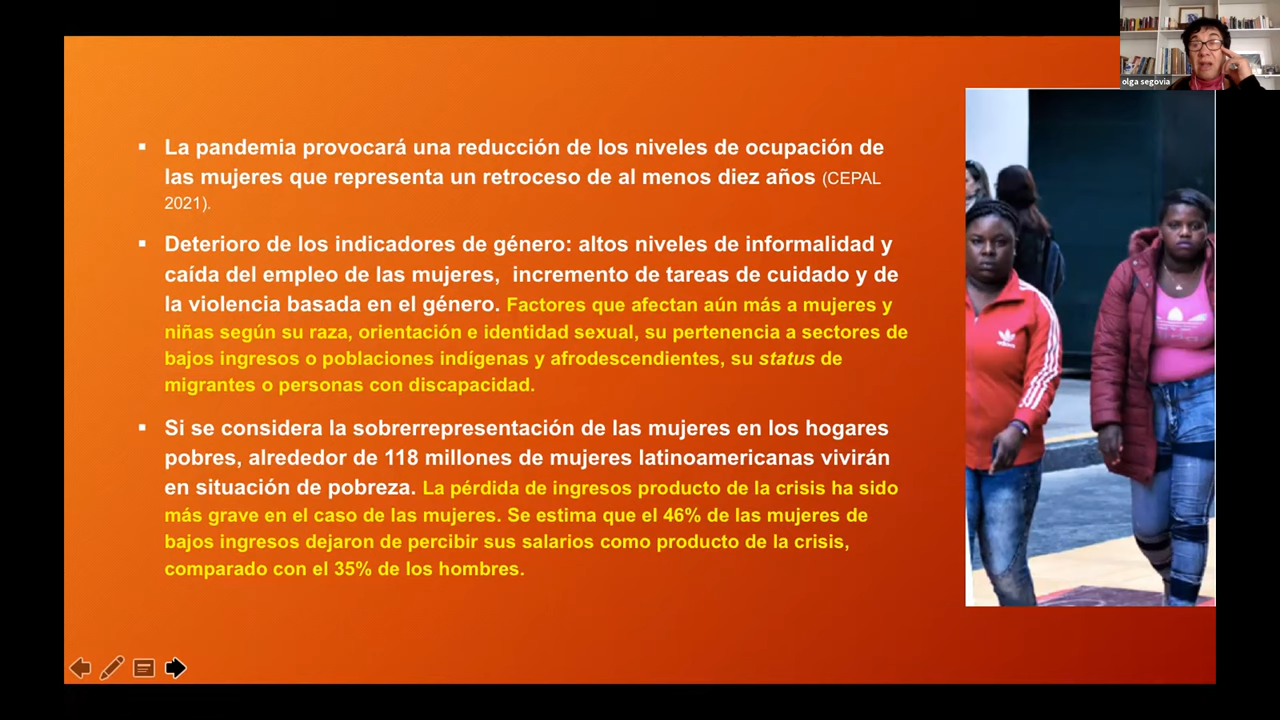 olga segovia
▪ La pandemia provocará una reducción de los niveles de ocupación de
las mujeres que representa un retroceso de al menos diez años (CEPAL
2021).
▪ Deterioro de los indicadores de género: altos niveles de informalidad y
caída del empleo de las mujeres, incremento de tareas de cuidado y de
la violencia basada en el género. Factores que afectan aún más a mujeres y
niñas según su raza, orientación e identidad sexual, su pertenencia a sectores de
bajos ingresos o poblaciones indígenas y afrodescendientes, su status de
migrantes o personas con discapacidad.
▪ Si se considera la sobrerrepresentación de las mujeres en los hogares
pobres, alrededor de 118 millones de mujeres latinoamericanas vivirán
en situación de pobreza. La pérdida de ingresos producto de la crisis ha sido
más grave en el caso de las mujeres. Se estima que el 46% de las mujeres de
bajos ingresos dejaron de percibir sus salarios como producto de la crisis,
comparado con el 35% de los hombres.